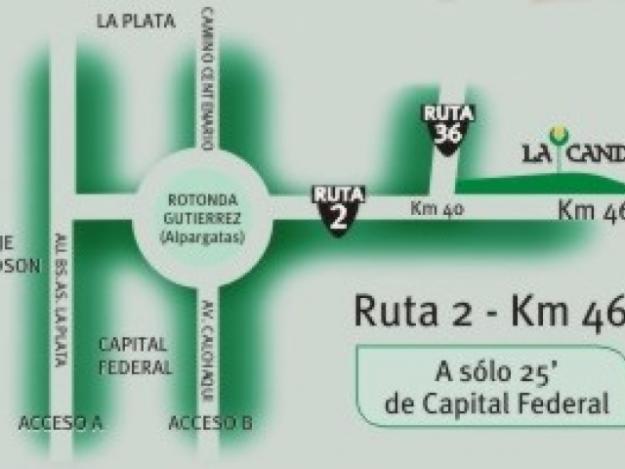 LA PLATA
CAMINO CENTENARIO
RUTA
36
LA CAND
ROTONDA
GUTIERREZ
(Alpargatas)
RUTA
2
Km 40
Km 46
JE
DSON
AU. BS.AS. LA PLATA
AV. CALCHAQUI
Ruta 2 - Km 46
CAPITAL
FEDERAL
A sólo 25'
de Capital Federal
ACCESO A
ACCESO B